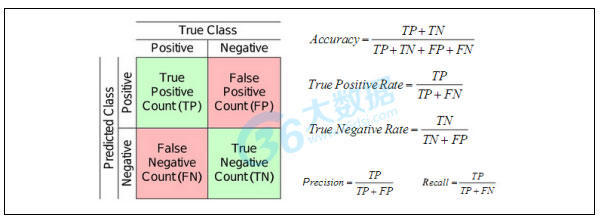 True Class
Positive Negative
Predicted Class
Positive
Negative
True
Positive
Count (TP)
False
Positive
Count (FP)
False
Negative
Count (FN)
True
Negative
Count (TN)
Accuracy = (TP + TN) / (TP + TN + FP + FN)
True Positive Rate = TP / (TP + FN)
True Negative Rate = TN / (TN + FP)
Precision = TP / (TP + FP) Recall = TP / (TP + FN)
36大数据